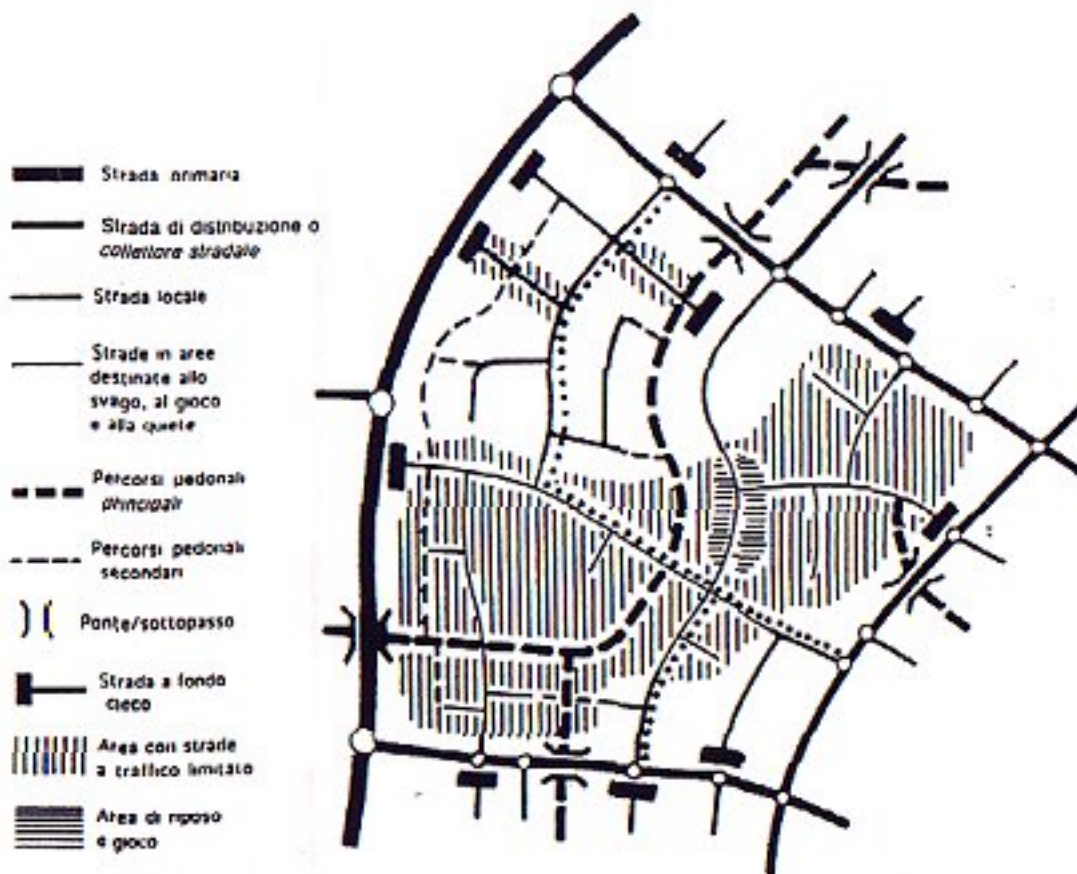 Strada primaria
Strada di distribuzione o
collettore stradale
Strada locale
Strade in aree
destinate allo
svago, al gioco
e alla quiete
Percorsi pedonali
principali
Percorsi pedonali
secondari
Ponte/sottopasso
Strada a fondo
cieco
Area con strade
a traffico limitato
Area di riposo
e gioco